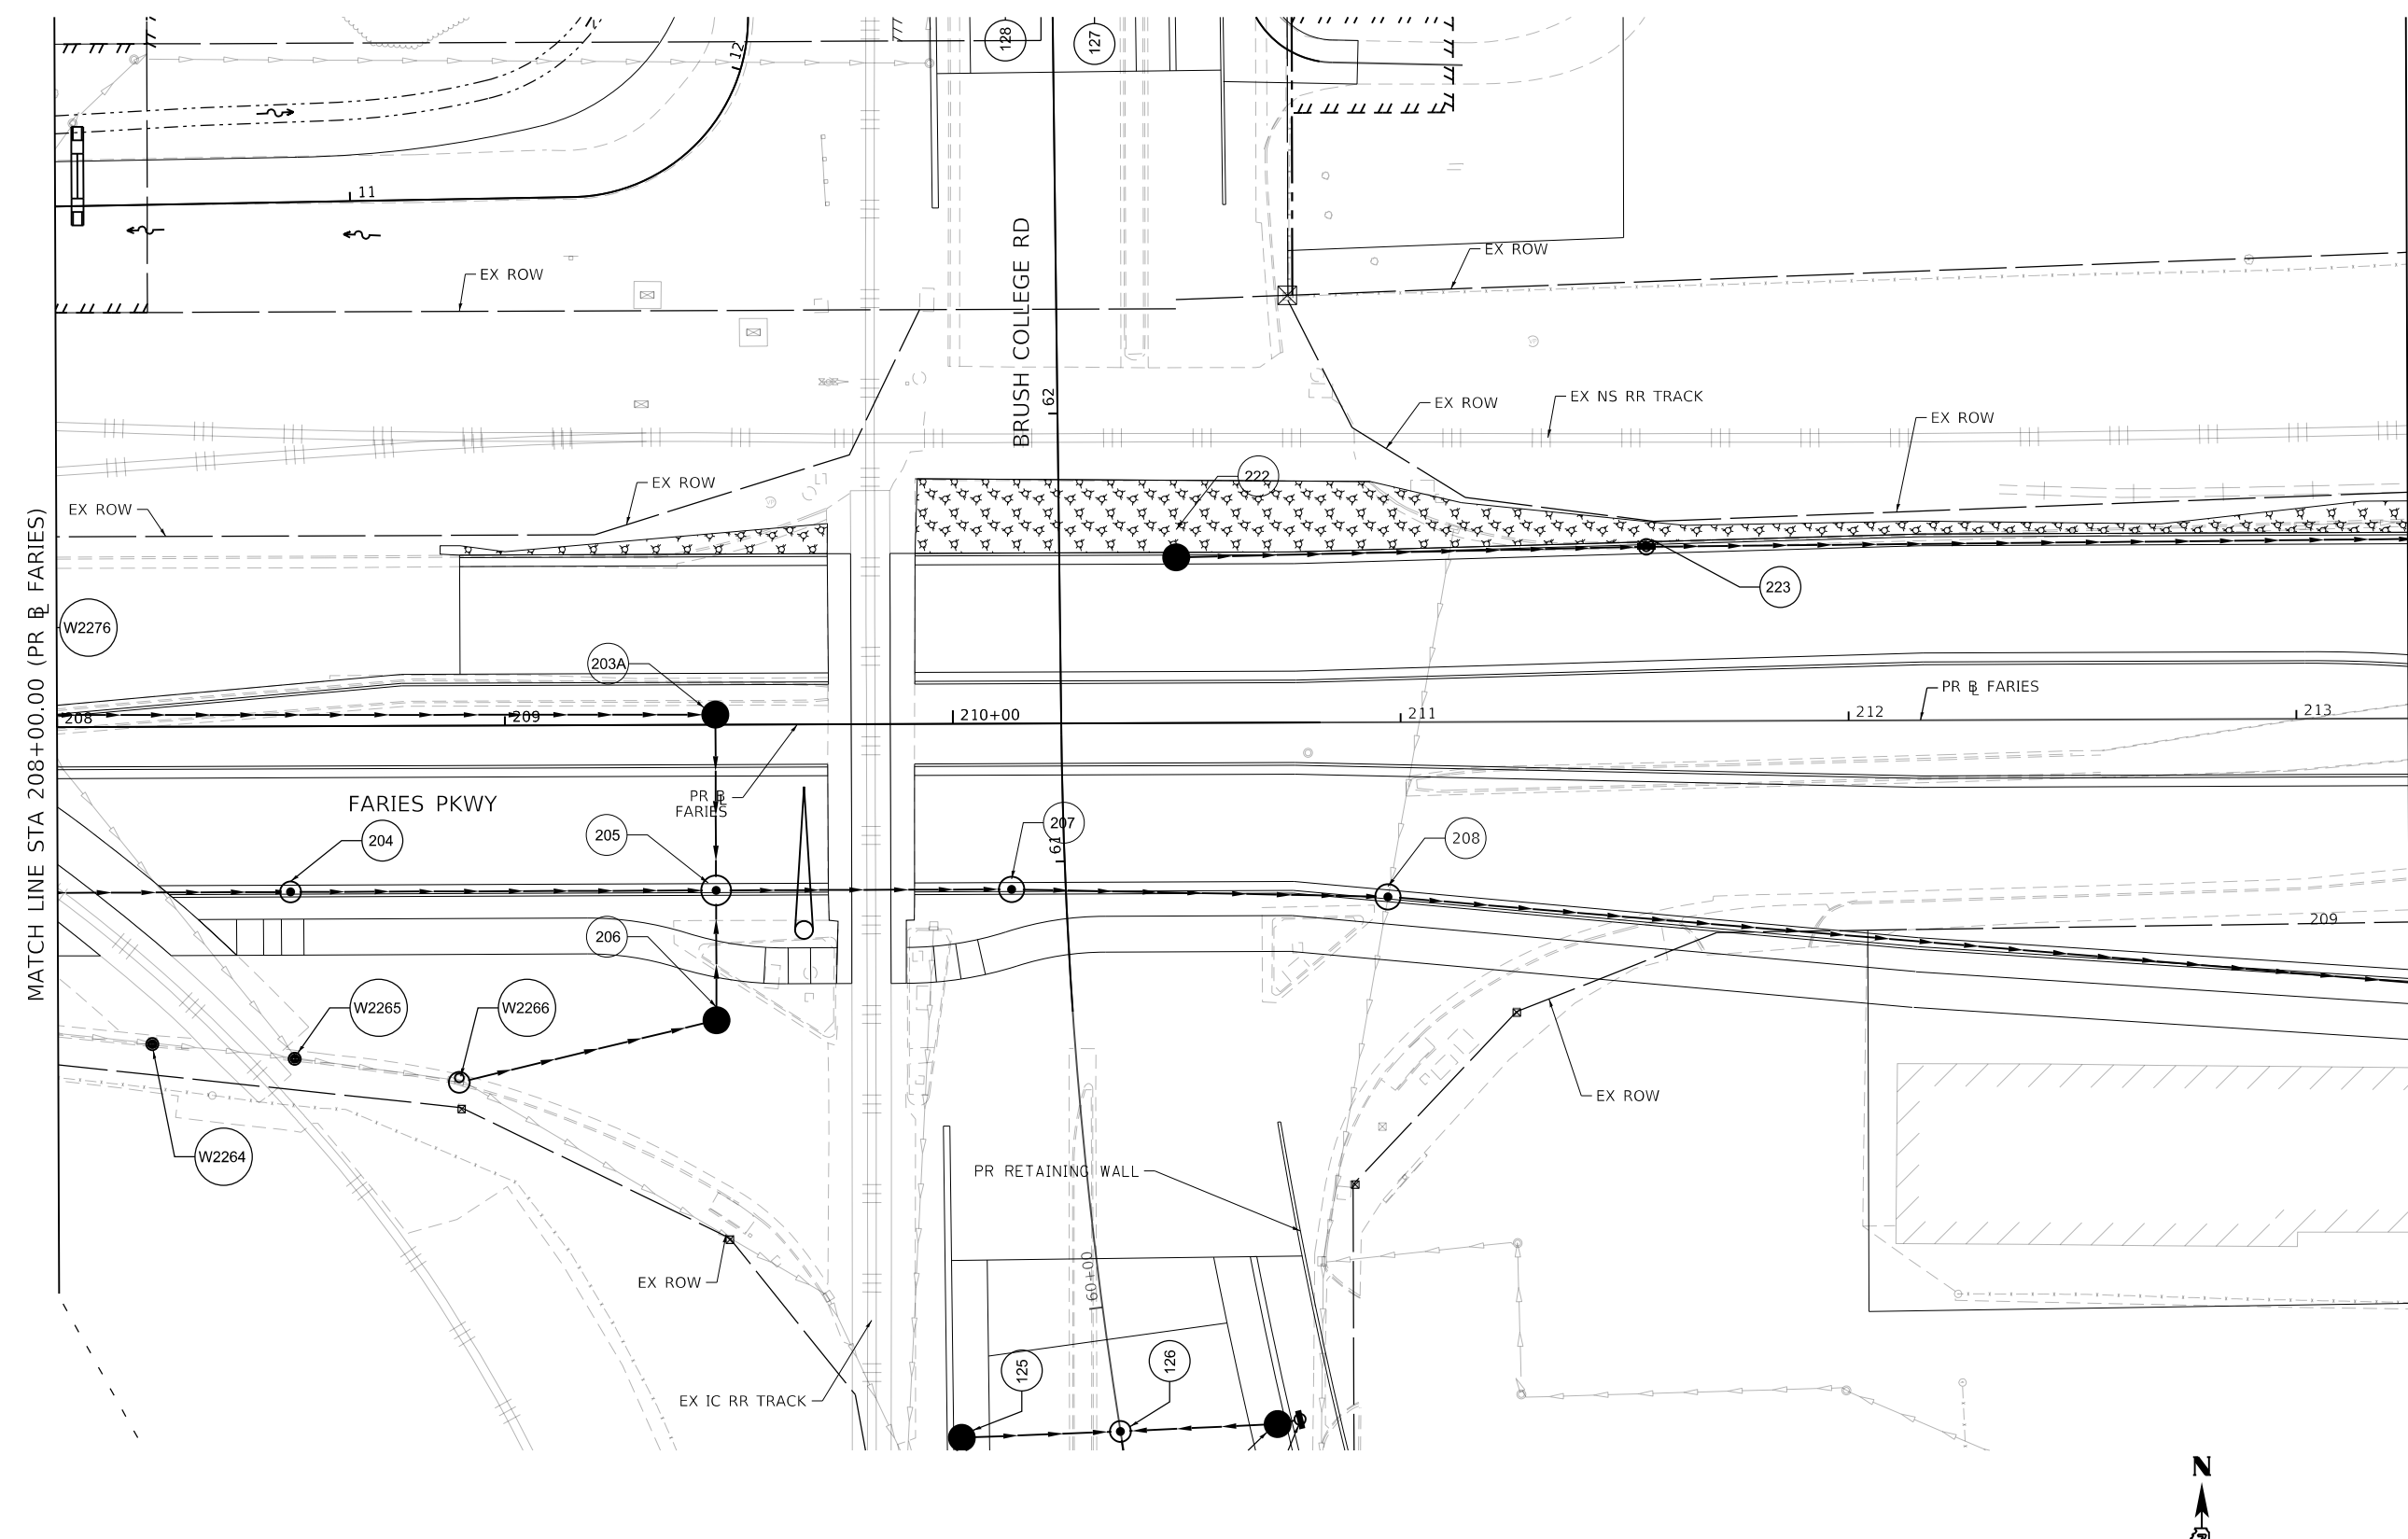 128
127
12
11
EX ROW
EX ROW
BRUSH COLLEGE RD
62
EX ROW
EX NS RR TRACK
EX ROW
EX ROW
222
EX ROW
223
MATCH LINE STA 208+00.00 (PR BL FARIES)
W2276
203A
PR BL FARIES
208
209
210+00
211
212
213
PR BL
FARIES
FARIES PKWY
204
205
207
61
208
206
209
W2265
W2266
EX ROW
W2264
PR RETAINING WALL
EX ROW
60+00
125
126
EX IC RR TRACK
N